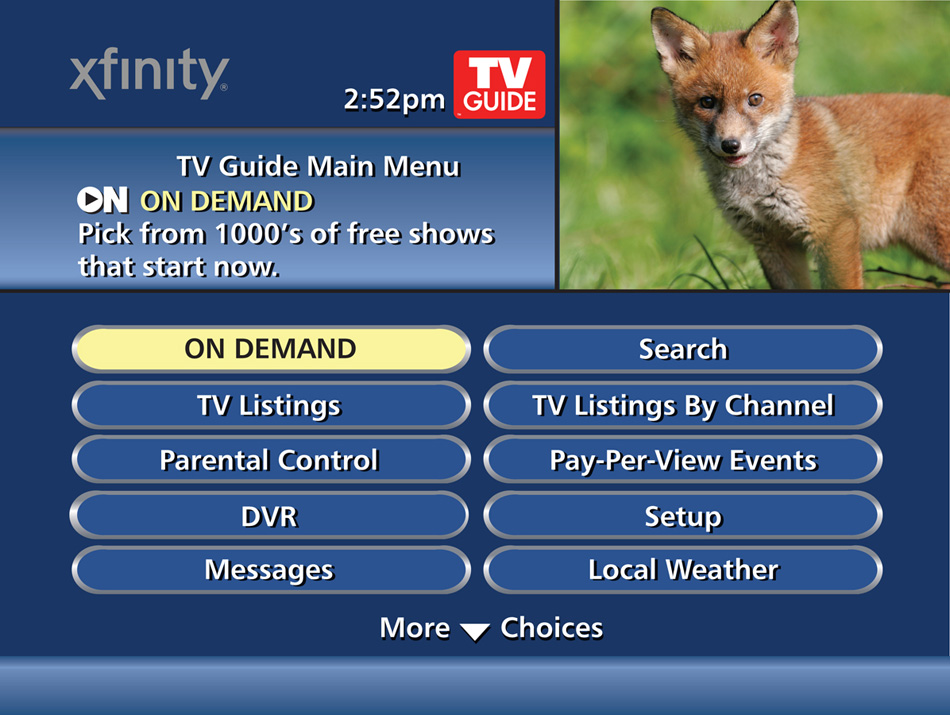 xfinity®
2:52pm
TV
GUIDE
TV Guide Main Menu
ON ON DEMAND
Pick from 1000's of free shows
that start now.
ON DEMAND
Search
TV Listings
TV Listings By Channel
Parental Control
Pay-Per-View Events
DVR
Setup
Messages
Local Weather
More Choices